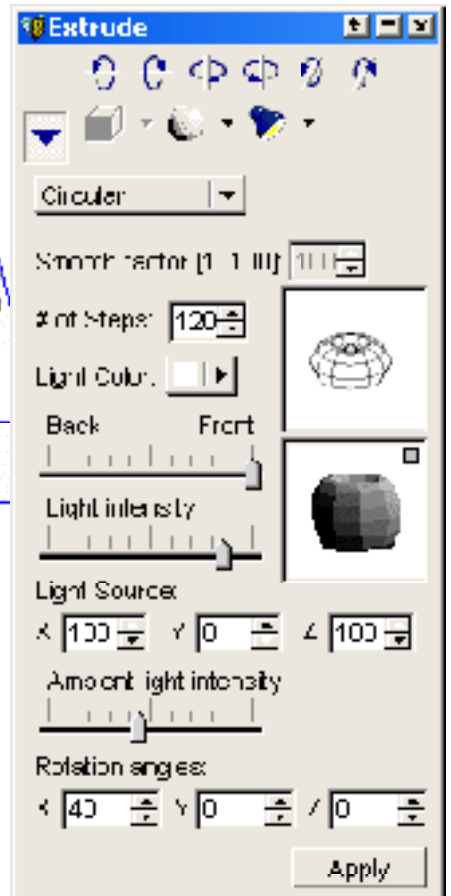 Extrude
Circular
Smooth factor [1..100]: 100
# of Steps: 120
Light Color:
Back Front
Light intensity
Light Source:
X 100 Y 0 Z 100
Ambient light intensity
Rotation angles:
X 40 Y 0 Z 0
Apply